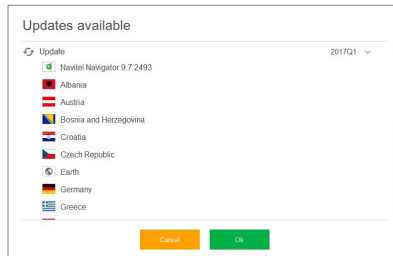 Updates available
Update 2017Q1
Navitel Navigator 9.7.2493
Albania
Austria
Bosnia and Herzegovina
Croatia
Czech Republic
Earth
Germany
Greece
Cancel Ok